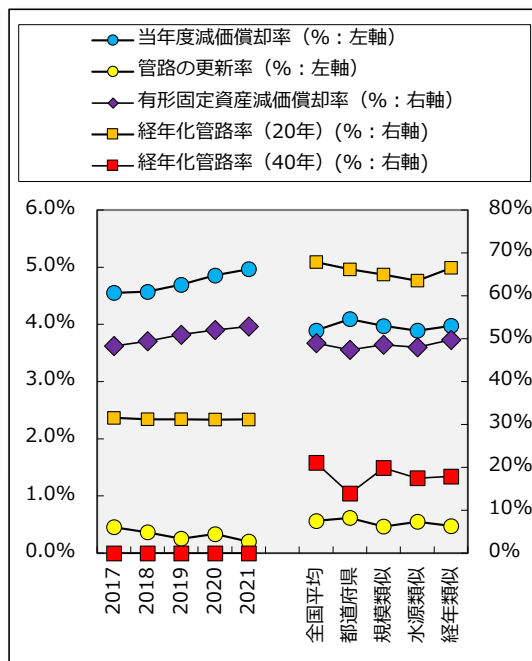 当年度減価償却率（%：左軸）
管路の更新率（%：左軸）
有形固定資産減価償却率（%：右軸）
経年化管路率（20年）(%：右軸)
経年化管路率（40年）(%：右軸)
6.0%
5.0%
4.0%
3.0%
2.0%
1.0%
0.0%
80%
70%
60%
50%
40%
30%
20%
10%
0%
2017
2018
2019
2020
2021
全国平均
都道府県
規模類似
水源類似
経年類似